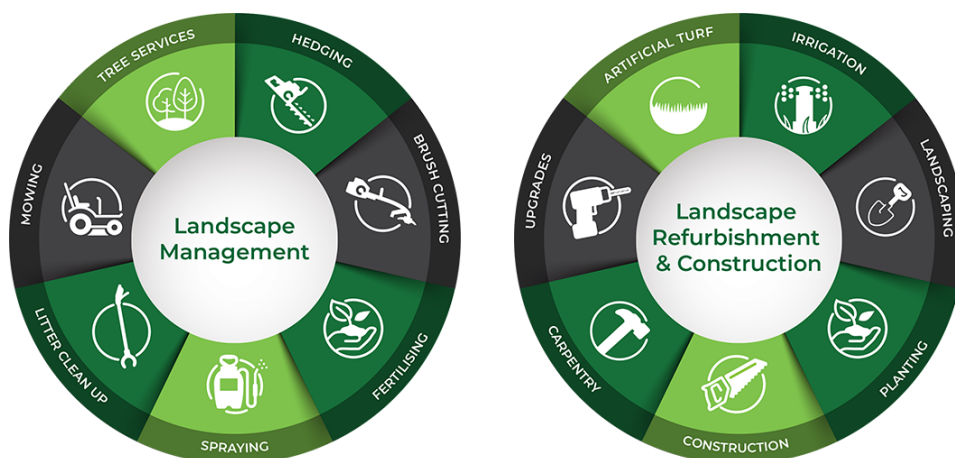 TREE SERVICES
HEDGING
BRUSH CUTTING
FERTILISING
SPRAYING
LITTER CLEAN UP
MOWING
Landscape
Management
ARTIFICIAL TURF
IRRIGATION
LANDSCAPING
PLANTING
CONSTRUCTION
CARPENTRY
UPGRADES
Landscape
Refurbishment
& Construction